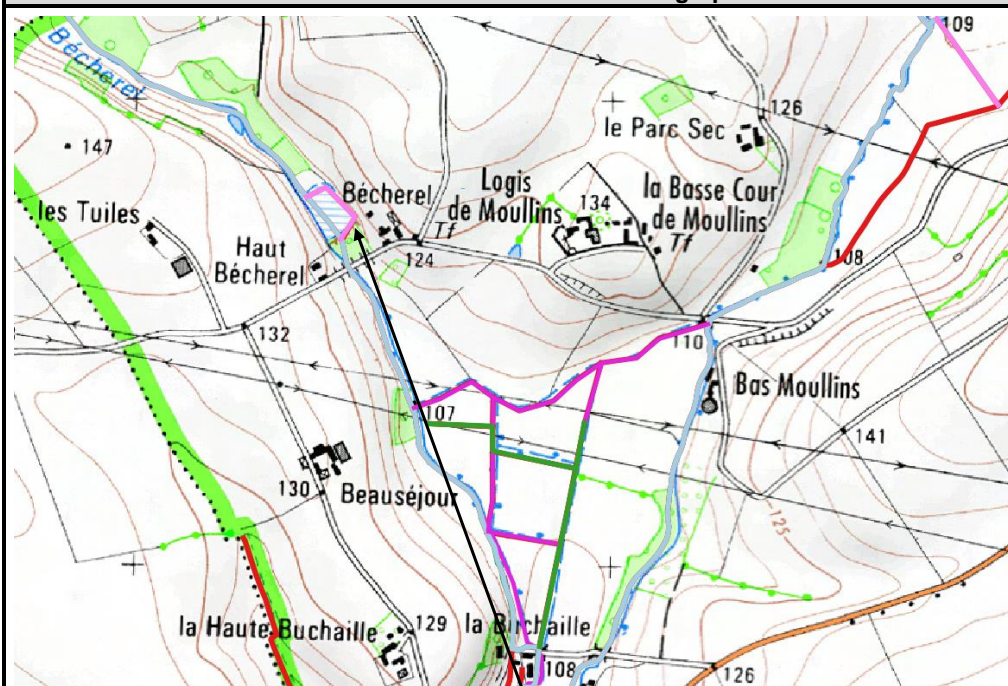 109
Bécherel
126
le Parc Sec
147
Bécherel
Logis
de Moullins
134
la Basse Cour
de Moullins
Tf
les Tuiles
Tf
Haut
Bécherel
124
108
132
110
Bas Moullins
107
141
130
Beauséjour
125
la Haute Buchaille
129
la Buchaille
108
126